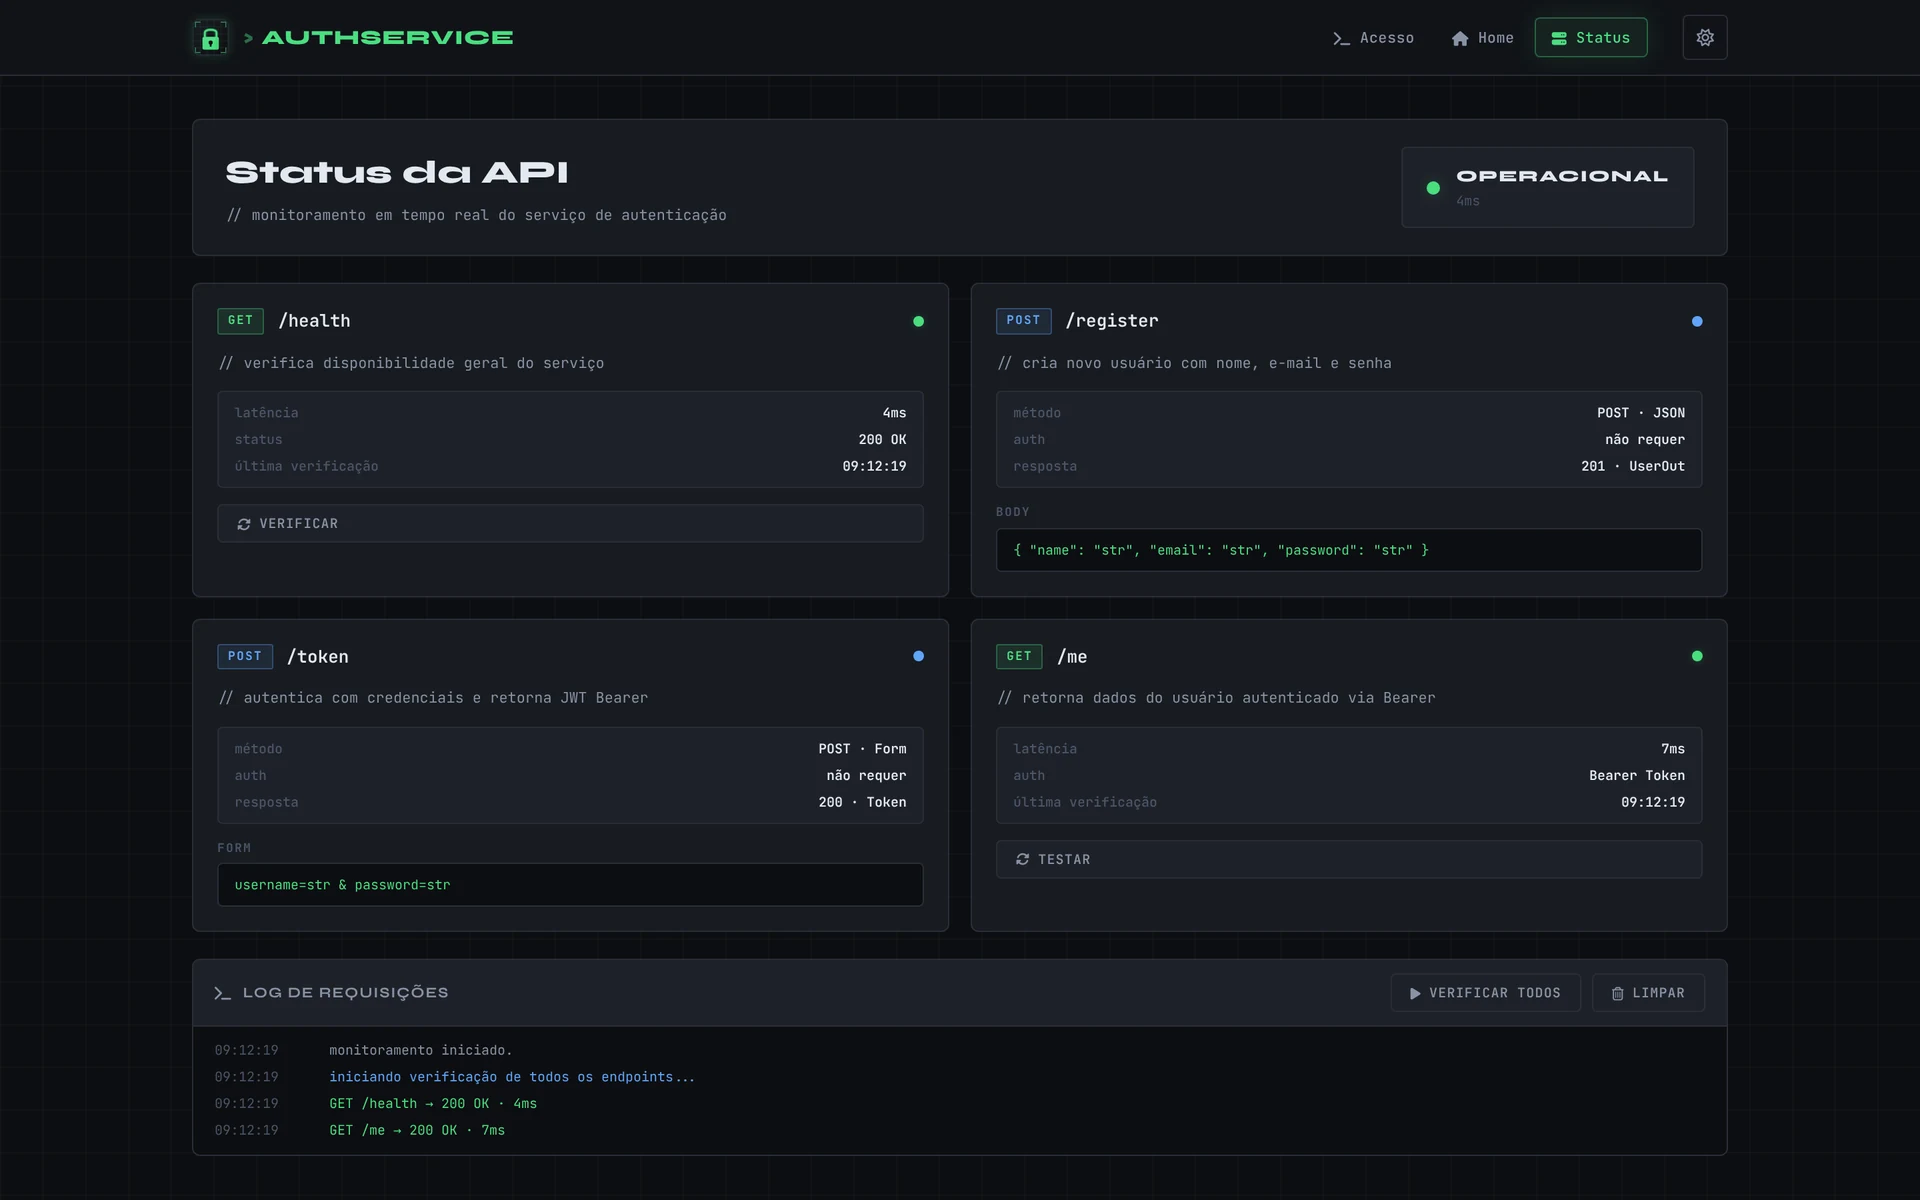 > AUTHSERVICE
Acesso
Home
Status
Status da API
// monitoramento em tempo real do serviço de autenticação
OPERACIONAL
4ms
GET /health
// verifica disponibilidade geral do serviço
latência 4ms
status 200 OK
última verificação 09:12:19
VERIFICAR
POST /register
// cria novo usuário com nome, e-mail e senha
método POST · JSON
auth não requer
resposta 201 · UserOut
BODY
{ "name": "str", "email": "str", "password": "str" }
POST /token
// autentica com credenciais e retorna JWT Bearer
método POST · Form
auth não requer
resposta 200 · Token
FORM
username=str & password=str
GET /me
// retorna dados do usuário autenticado via Bearer
latência 7ms
auth Bearer Token
última verificação 09:12:19
TESTAR
LOG DE REQUISIÇÕES
VERIFICAR TODOS
LIMPAR
09:12:19 monitoramento iniciado.
09:12:19 iniciando verificação de todos os endpoints...
09:12:19 GET /health → 200 OK · 4ms
09:12:19 GET /me → 200 OK · 7ms